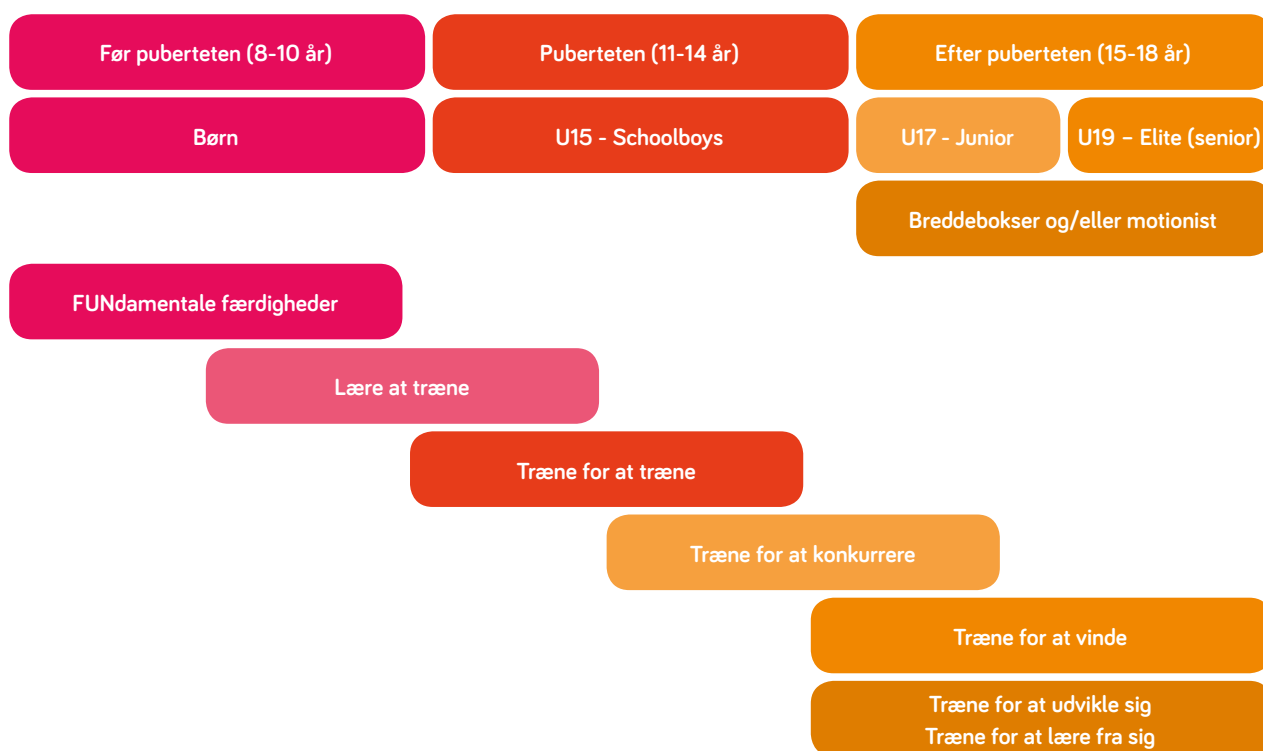 Før puberteten (8-10 år)
Puberteten (11-14 år)
Efter puberteten (15-18 år)
Børn
U15 - Schoolboys
U17 - Junior
U19 – Elite (senior)
Breddebokser og/eller motionist
FUNdamentale færdigheder
Lære at træne
Træne for at træne
Træne for at konkurrere
Træne for at vinde
Træne for at udvikle sig
Træne for at lære fra sig